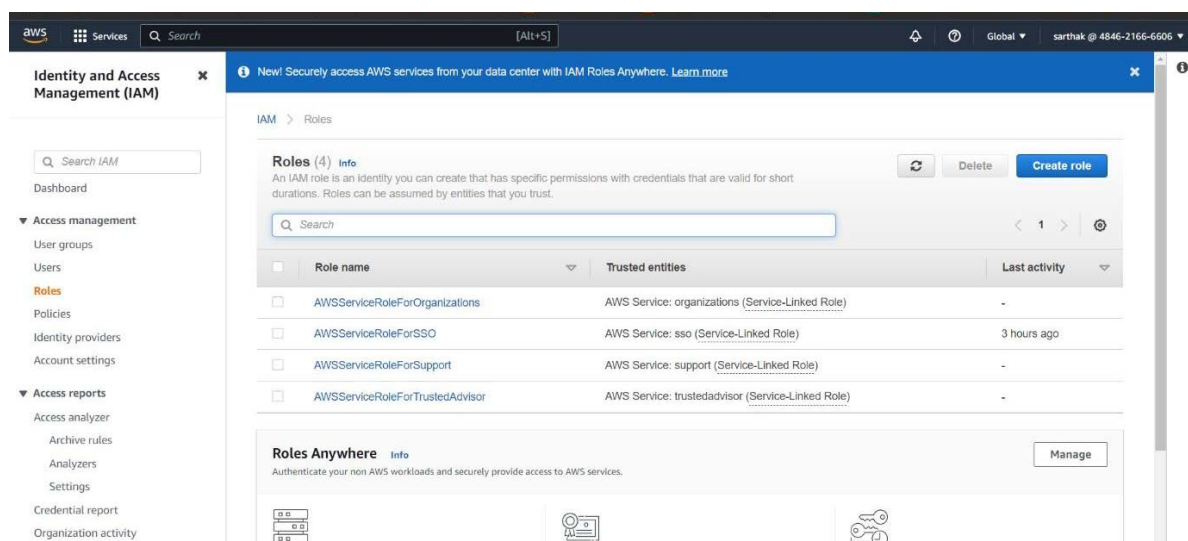 aws Services Search [Alt+S] Global sarthak @ 4846-2166-6606
Identity and Access Management (IAM)
Search IAM
Dashboard
Access management
User groups
Users
Roles
Policies
Identity providers
Account settings
Access reports
Access analyzer
Archive rules
Analyzers
Settings
Credential report
Organization activity
New! Securely access AWS services from your data center with IAM Roles Anywhere. Learn more
IAM > Roles
Roles (4) Info
An IAM role is an identity you can create that has specific permissions with credentials that are valid for short
durations. Roles can be assumed by entities that you trust.
Delete Create role
Search
1
Role name Trusted entities Last activity
AWSServiceRoleForOrganizations AWS Service: organizations (Service-Linked Role) -
AWSServiceRoleForSSO AWS Service: sso (Service-Linked Role) 3 hours ago
AWSServiceRoleForSupport AWS Service: support (Service-Linked Role) -
AWSServiceRoleForTrustedAdvisor AWS Service: trustedadvisor (Service-Linked Role) -
Roles Anywhere Info
Authenticate your non AWS workloads and securely provide access to AWS services.
Manage